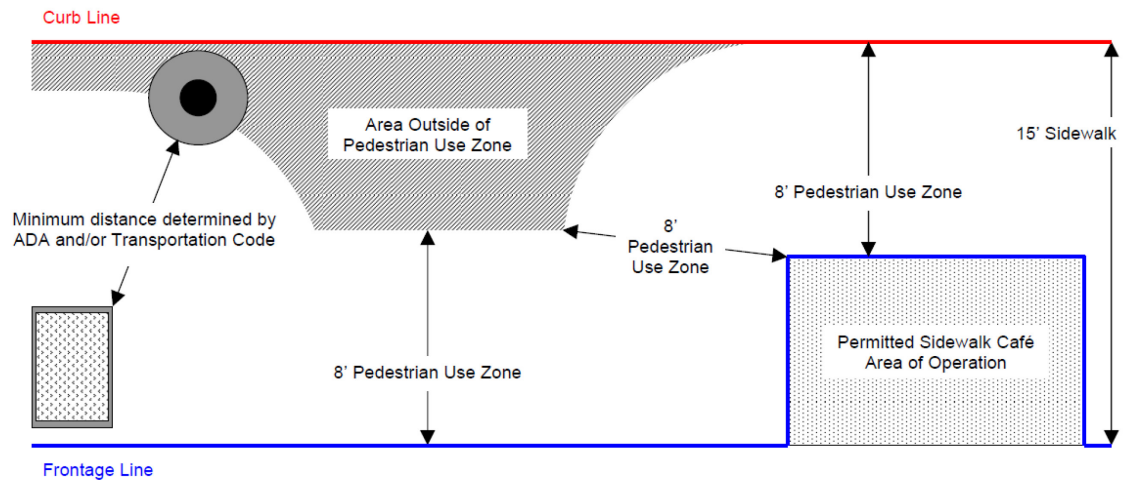 Curb Line
Area Outside of
Pedestrian Use Zone
15’ Sidewalk
8’ Pedestrian Use Zone
Minimum distance determined by
ADA and/or Transportation Code
8’
Pedestrian
Use Zone
Permitted Sidewalk Café
Area of Operation
8’ Pedestrian Use Zone
Frontage Line